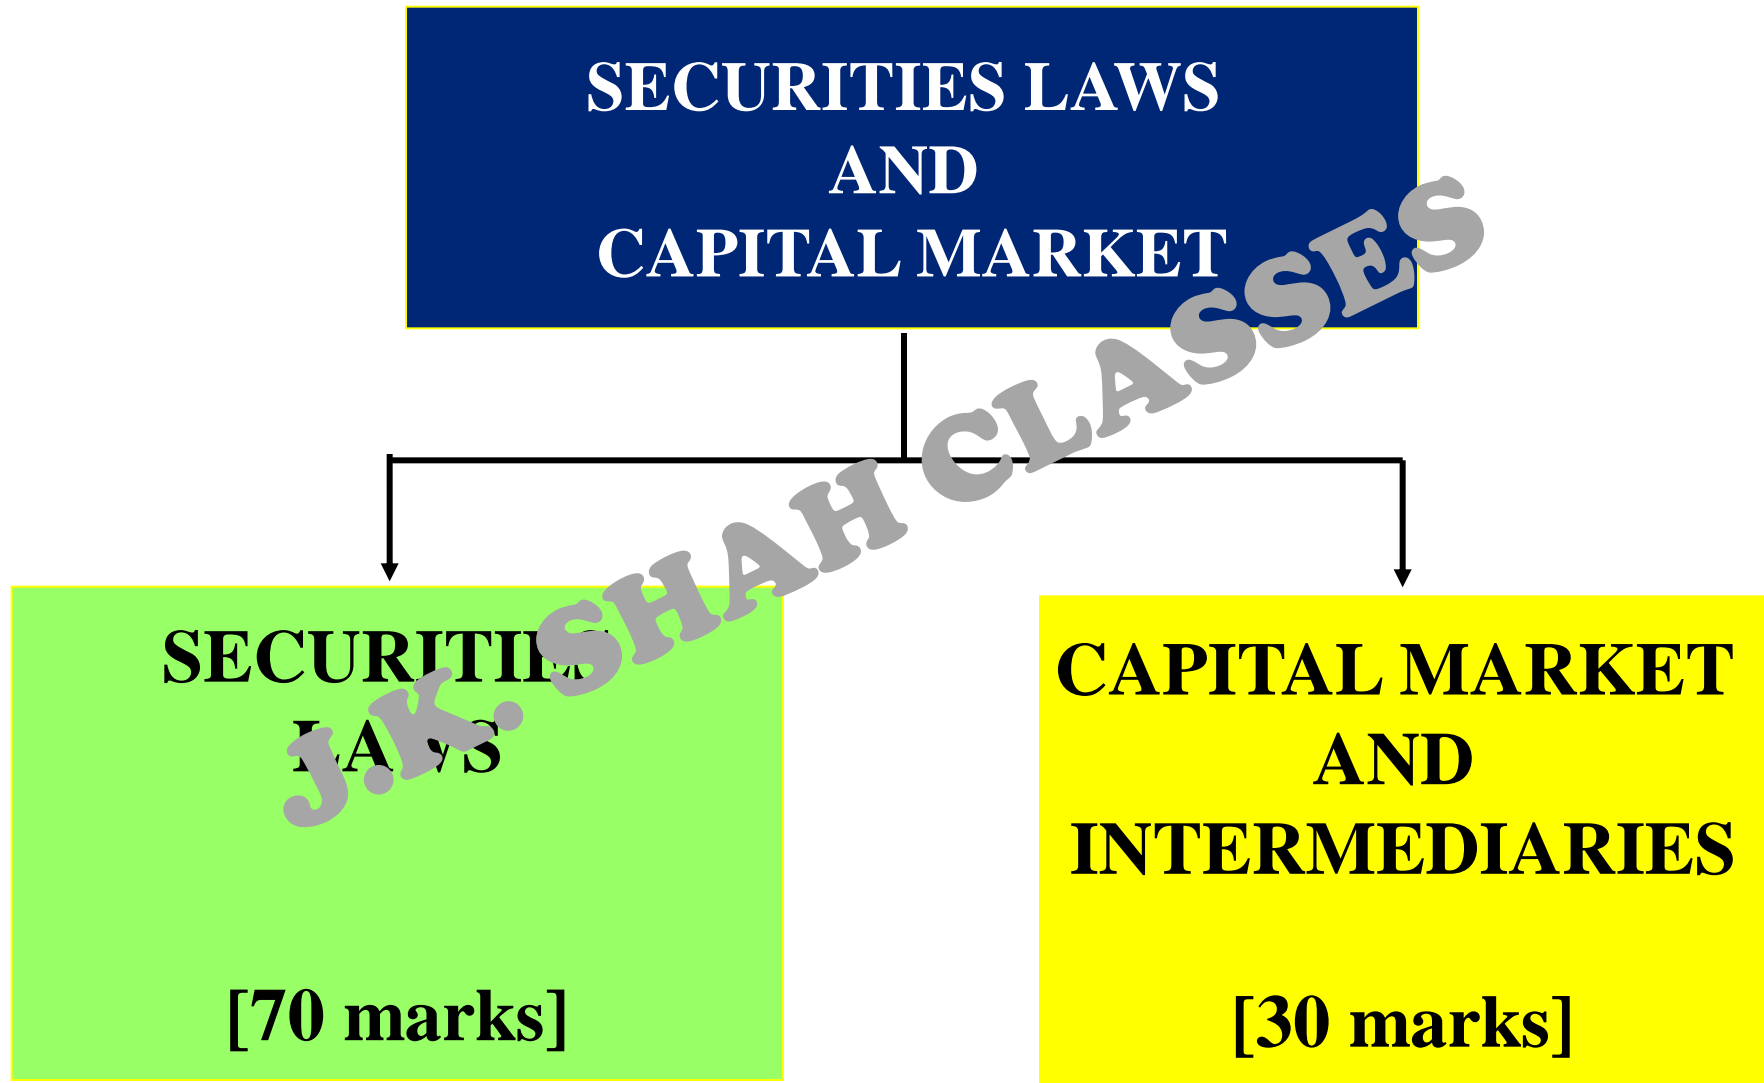 SECURITIES LAWS
AND
CAPITAL MARKET
SECURITIES
LAWS
[70 marks]
CAPITAL MARKET
AND
INTERMEDIARIES
[30 marks]
J.K. SHAH CLASSES